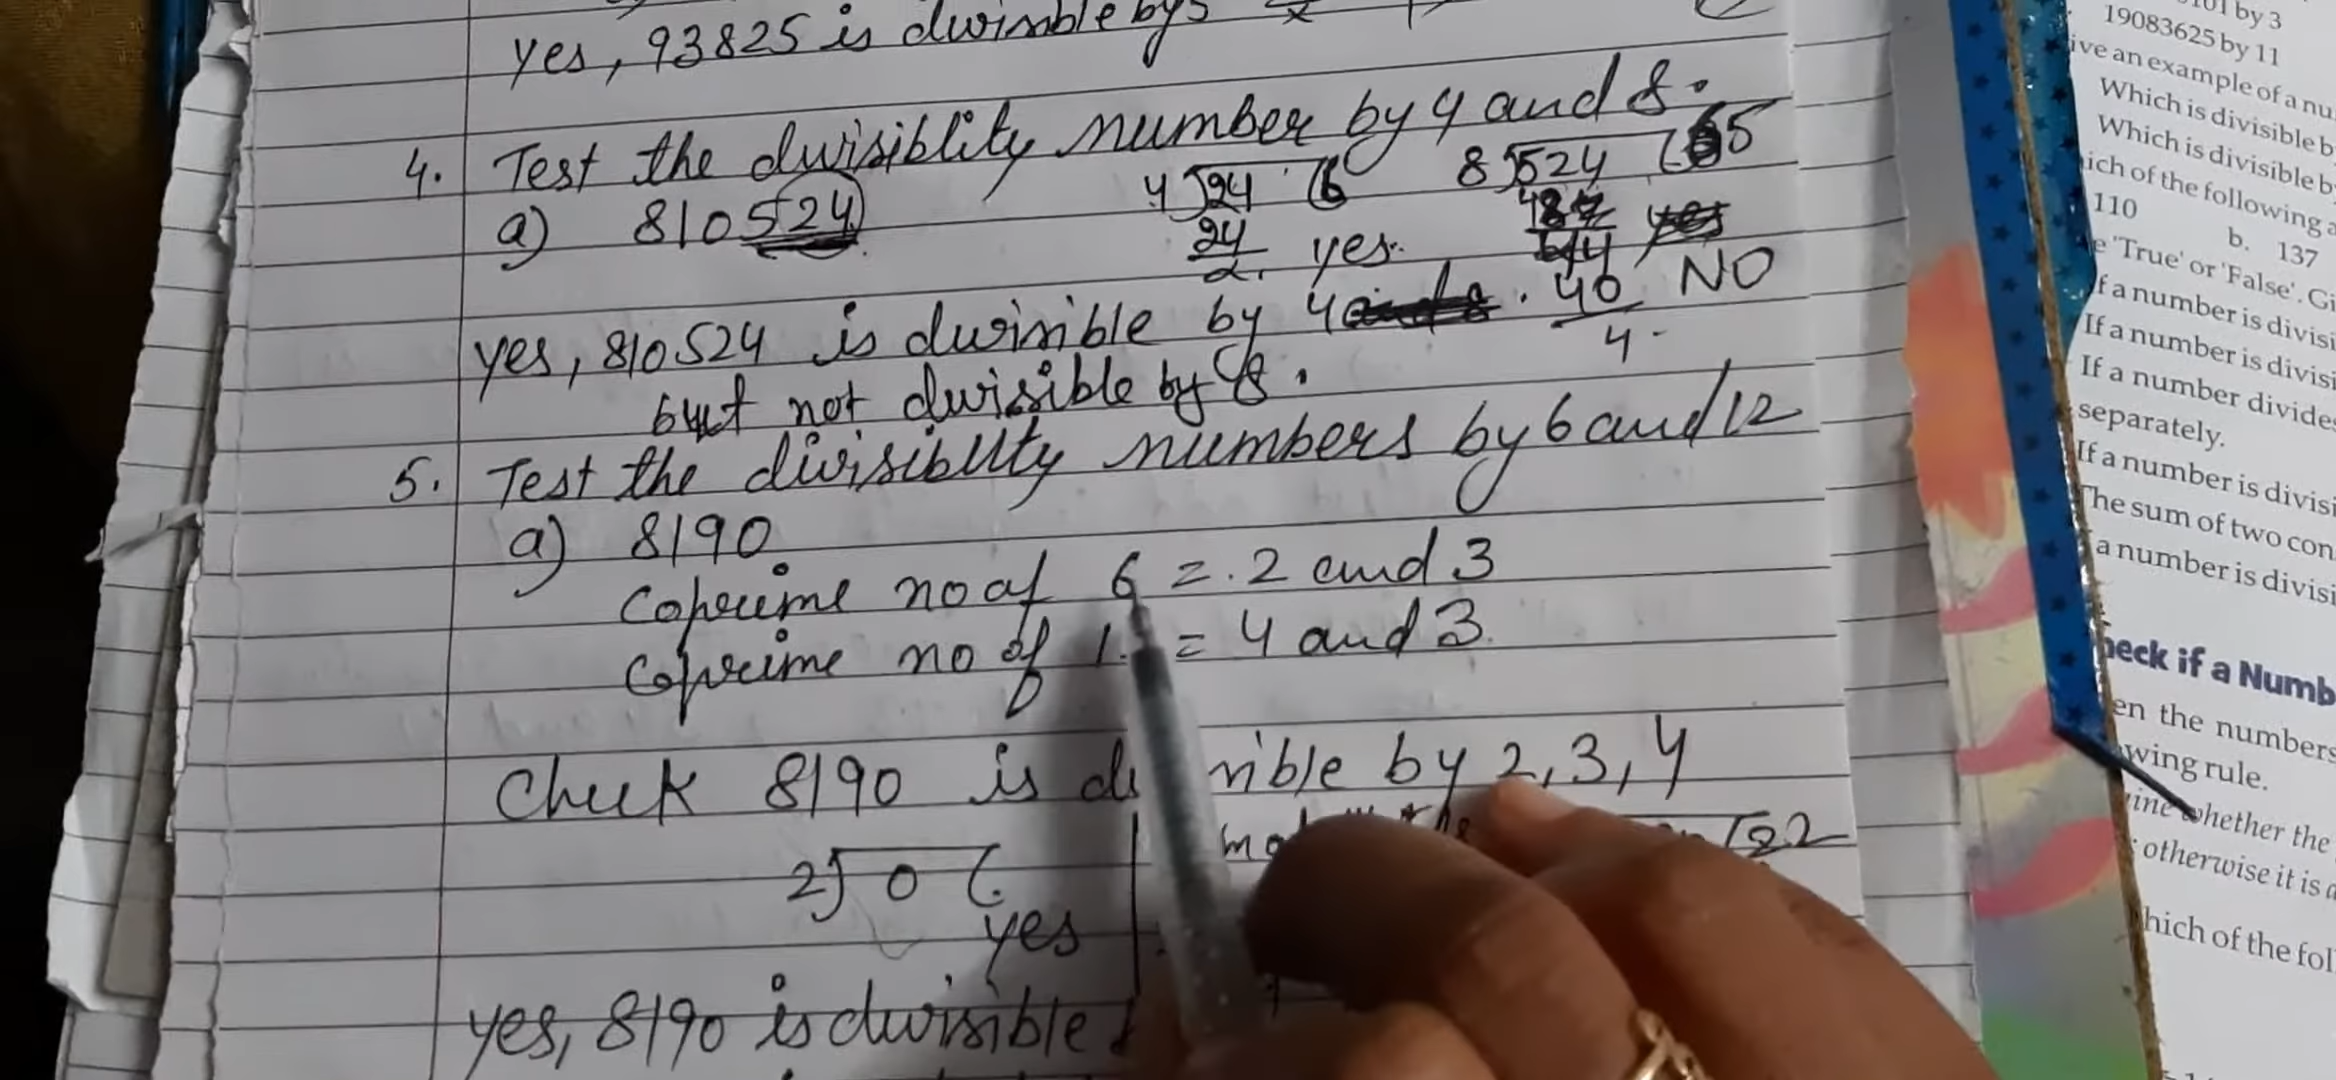 yes, 93825 is divisible by 5
4. Test the divisiblity number by 4 and 8.
a) 810524
4)24(6
24
yes.
8)524(65
48
44
40 NO
4
yes, 810524 is divisible by 4
but not divisible by 8.
5. Test the divisiblity numbers by 6 and 12
a) 8190
Coprime no of 6 = 2 and 3
Coprime no of = 4 and 3
Check 8190 is by 2, 3, 4
2)0(
yes
yes, 8190 is divisible
by 3
19083625 by 11
ive an example of a nu
Which is divisible b
Which is divisible b
ich of the following a
110
b. 137
e 'True' or 'False'. Gi
f a number is divisi
If a number is divisi
If a number divide
separately.
If a number is divisi
The sum of two con
a number is divisi
heck if a Numb
en the numbers
wing rule.
ine whether the
otherwise it is a
hich of the fol